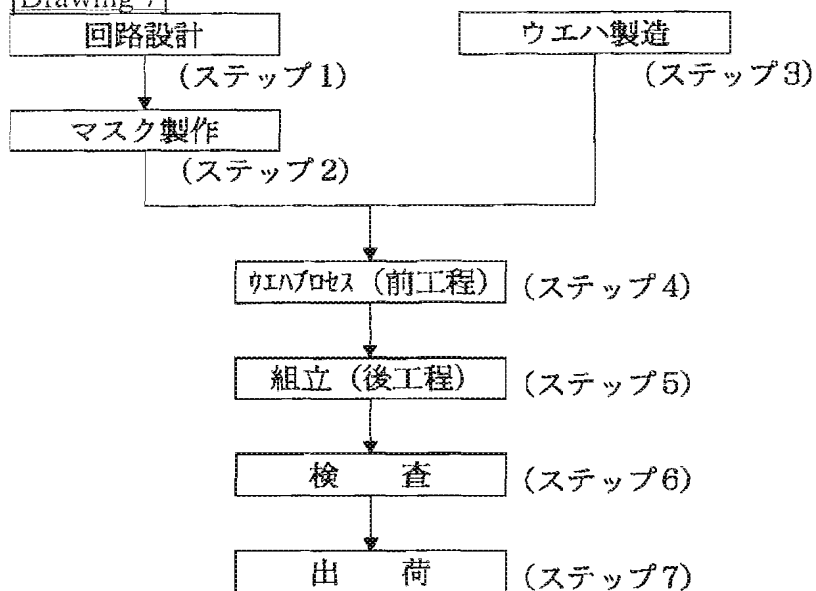 [Drawing 7]
回路設計
ウエハ製造
(ステップ1)
(ステップ3)
マスク製作
(ステップ2)
ウエハプロセス(前工程)
(ステップ4)
組立(後工程)
(ステップ5)
検 査
(ステップ6)
出 荷
(ステップ7)